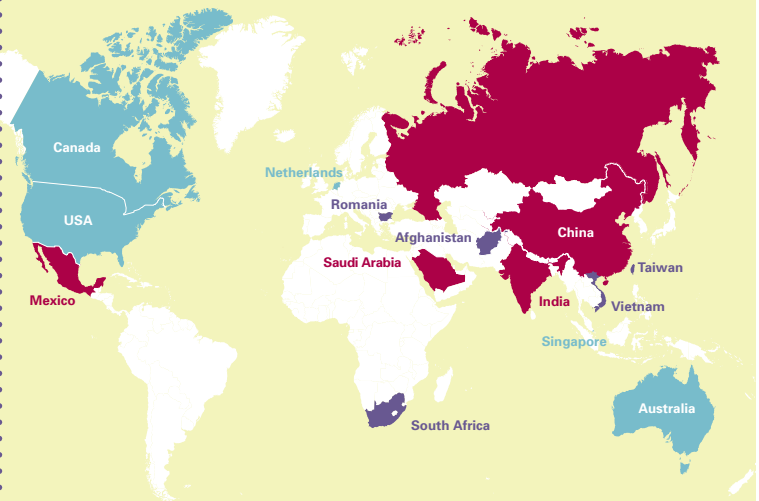 Canada
Netherlands
Romania
USA
Afghanistan
China
Saudi Arabia
Taiwan
Mexico
India
Vietnam
Singapore
Australia
South Africa